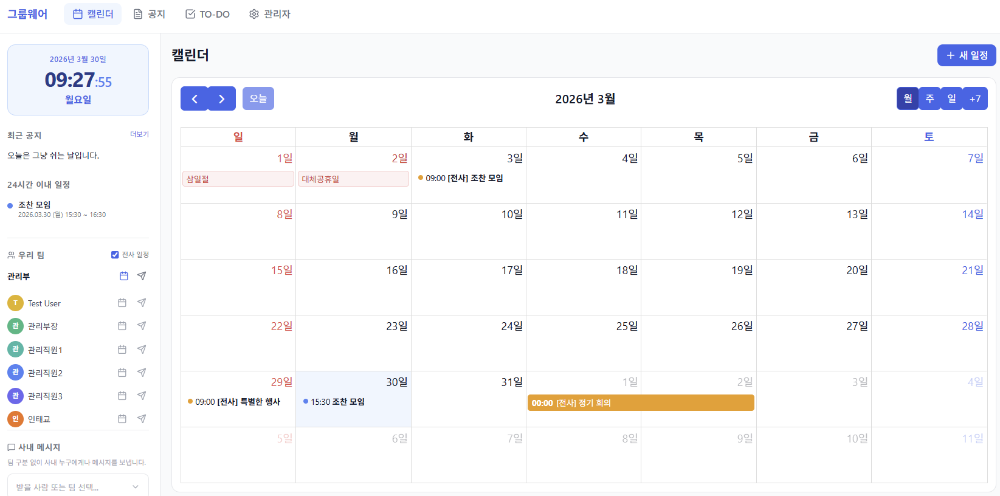 그룹웨어
캘린더
공지
TO-DO
관리자
2026년 3월 30일
09:27:55
월요일
최근 공지
더보기
오늘은 그냥 쉬는 날입니다.
24시간 이내 일정
조찬 모임
2026.03.30 (월) 15:30 ~ 16:30
우리 팀
전사 일정
관리부
T Test User
관 관리부장
관 관리직원1
관 관리직원2
관 관리직원3
인 인태교
사내 메시지
팀 구분 없이 사내 누구에게나 메시지를 보냅니다.
받을 사람 또는 팀 선택...
캘린더
+ 새 일정
오늘
2026년 3월
월 주 일 +7
일 월 화 수 목 금 토
1일 2일 3일 4일 5일 6일 7일
삼일절 대체공휴일 09:00 [전사] 조찬 모임
8일 9일 10일 11일 12일 13일 14일
15일 16일 17일 18일 19일 20일 21일
22일 23일 24일 25일 26일 27일 28일
29일 30일 31일 1일 2일 3일 4일
09:00 [전사] 특별한 행사 15:30 조찬 모임 00:00 [전사] 정기 회의
5일 6일 7일 8일 9일 10일 11일